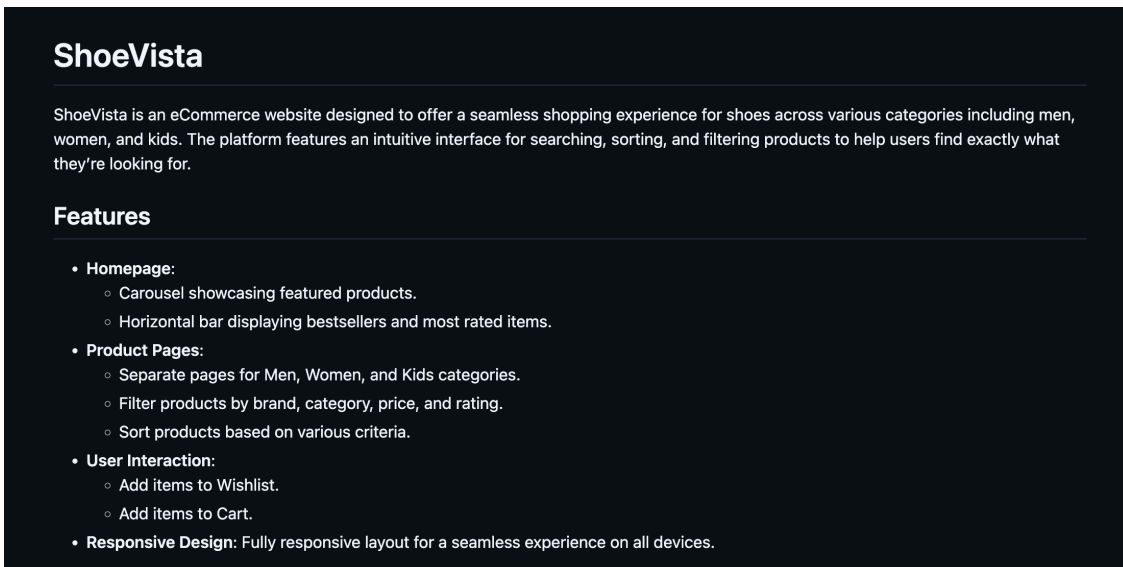 ShoeVista
ShoeVista is an eCommerce website designed to offer a seamless shopping experience for shoes across various categories including men,
women, and kids. The platform features an intuitive interface for searching, sorting, and filtering products to help users find exactly what
they’re looking for.
Features
• Homepage:
◦ Carousel showcasing featured products.
◦ Horizontal bar displaying bestsellers and most rated items.
• Product Pages:
◦ Separate pages for Men, Women, and Kids categories.
◦ Filter products by brand, category, price, and rating.
◦ Sort products based on various criteria.
• User Interaction:
◦ Add items to Wishlist.
◦ Add items to Cart.
• Responsive Design: Fully responsive layout for a seamless experience on all devices.